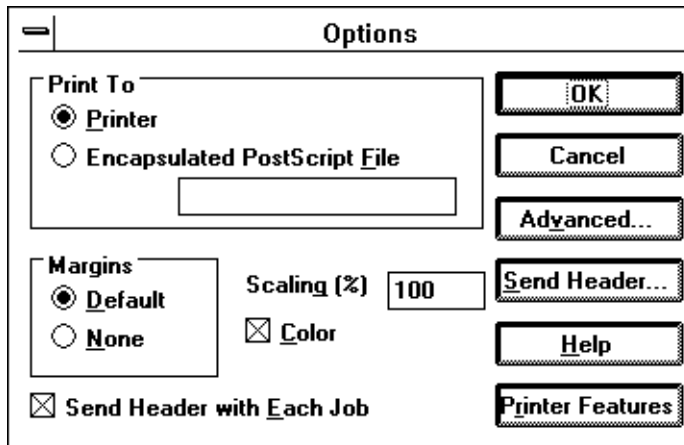 Options
Print To
Printer
Encapsulated PostScript File
OK
Cancel
Advanced...
Margins
Default
None
Scaling (%) 100
Color
Send Header...
Help
Send Header with Each Job
Printer Features